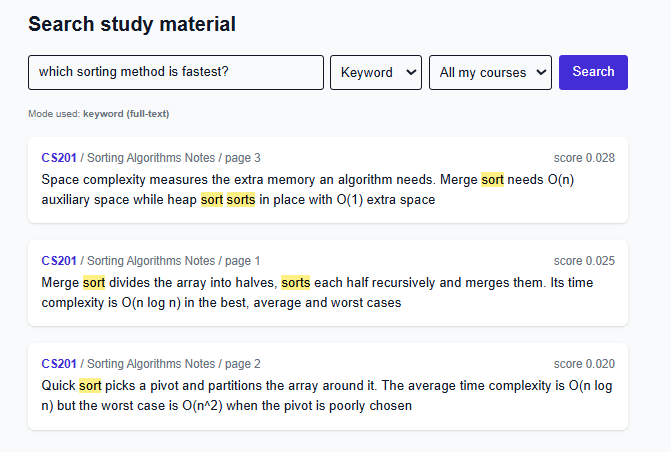 Search study material
which sorting method is fastest? Keyword All my courses Search
Mode used: keyword (full-text)
CS201 / Sorting Algorithms Notes / page 3 score 0.028
Space complexity measures the extra memory an algorithm needs. Merge sort needs O(n)
auxiliary space while heap sort sorts in place with O(1) extra space
CS201 / Sorting Algorithms Notes / page 1 score 0.025
Merge sort divides the array into halves, sorts each half recursively and merges them. Its time
complexity is O(n log n) in the best, average and worst cases
CS201 / Sorting Algorithms Notes / page 2 score 0.020
Quick sort picks a pivot and partitions the array around it. The average time complexity is O(n log
n) but the worst case is O(n^2) when the pivot is poorly chosen